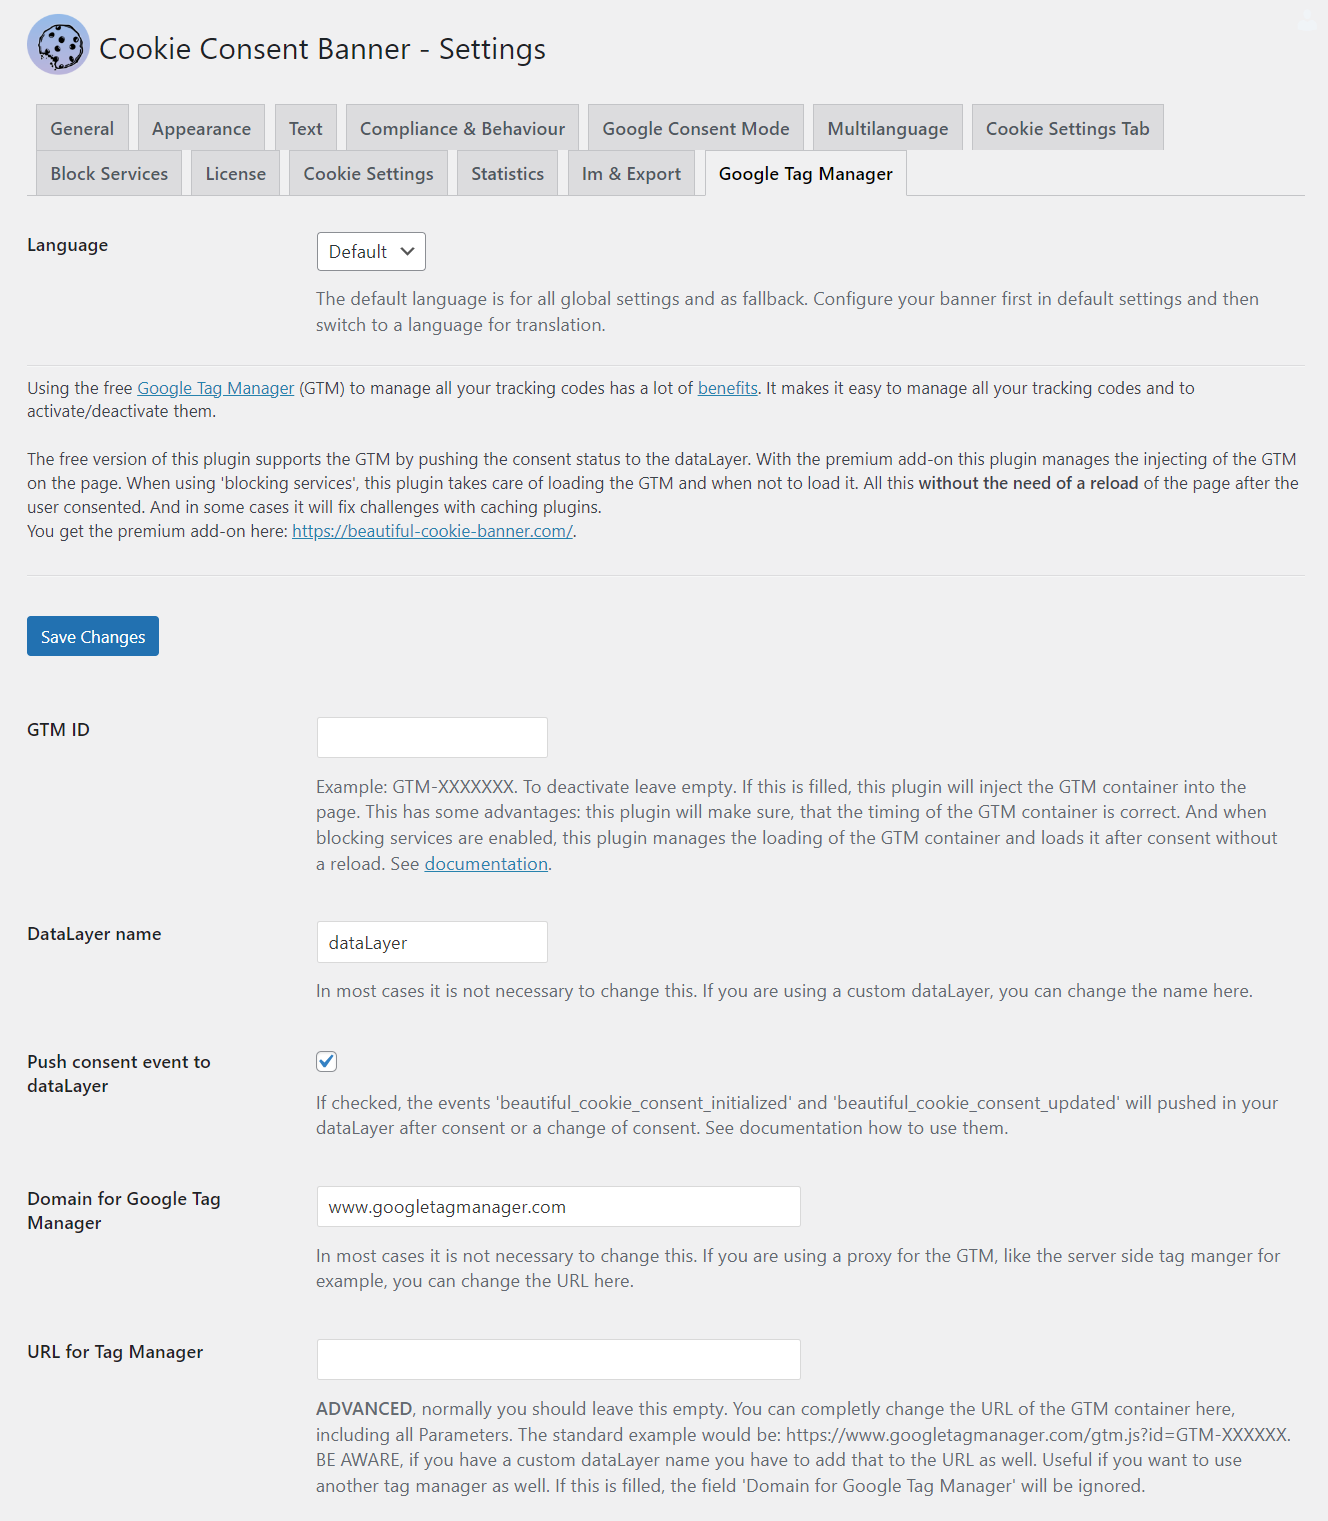 Cookie Consent Banner - Settings
General Appearance Text Compliance & Behaviour Google Consent Mode Multilanguage Cookie Settings Tab
Block Services License Cookie Settings Statistics Im & Export Google Tag Manager
Language
Default
The default language is for all global settings and as fallback. Configure your banner first in default settings and then
switch to a language for translation.
Using the free Google Tag Manager (GTM) to manage all your tracking codes has a lot of benefits. It makes it easy to manage all your tracking codes and to
activate/deactivate them.
The free version of this plugin supports the GTM by pushing the consent status to the dataLayer. With the premium add-on this plugin manages the injecting of the GTM
on the page. When using 'blocking services', this plugin takes care of loading the GTM and when not to load it. All this without the need of a reload of the page after the
user consented. And in some cases it will fix challenges with caching plugins.
You get the premium add-on here: https://beautiful-cookie-banner.com/.
Save Changes
GTM ID
Example: GTM-XXXXXXX. To deactivate leave empty. If this is filled, this plugin will inject the GTM container into the
page. This has some advantages: this plugin will make sure, that the timing of the GTM container is correct. And when
blocking services are enabled, this plugin manages the loading of the GTM container and loads it after consent without
a reload. See documentation.
DataLayer name
dataLayer
In most cases it is not necessary to change this. If you are using a custom dataLayer, you can change the name here.
Push consent event to
dataLayer
If checked, the events 'beautiful_cookie_consent_initialized' and 'beautiful_cookie_consent_updated' will pushed in your
dataLayer after consent or a change of consent. See documentation how to use them.
Domain for Google Tag
Manager
www.googletagmanager.com
In most cases it is not necessary to change this. If you are using a proxy for the GTM, like the server side tag manger for
example, you can change the URL here.
URL for Tag Manager
ADVANCED, normally you should leave this empty. You can completly change the URL of the GTM container here,
including all Parameters. The standard example would be: https://www.googletagmanager.com/gtm.js?id=GTM-XXXXXX.
BE AWARE, if you have a custom dataLayer name you have to add that to the URL as well. Useful if you want to use
another tag manager as well. If this is filled, the field 'Domain for Google Tag Manager' will be ignored.